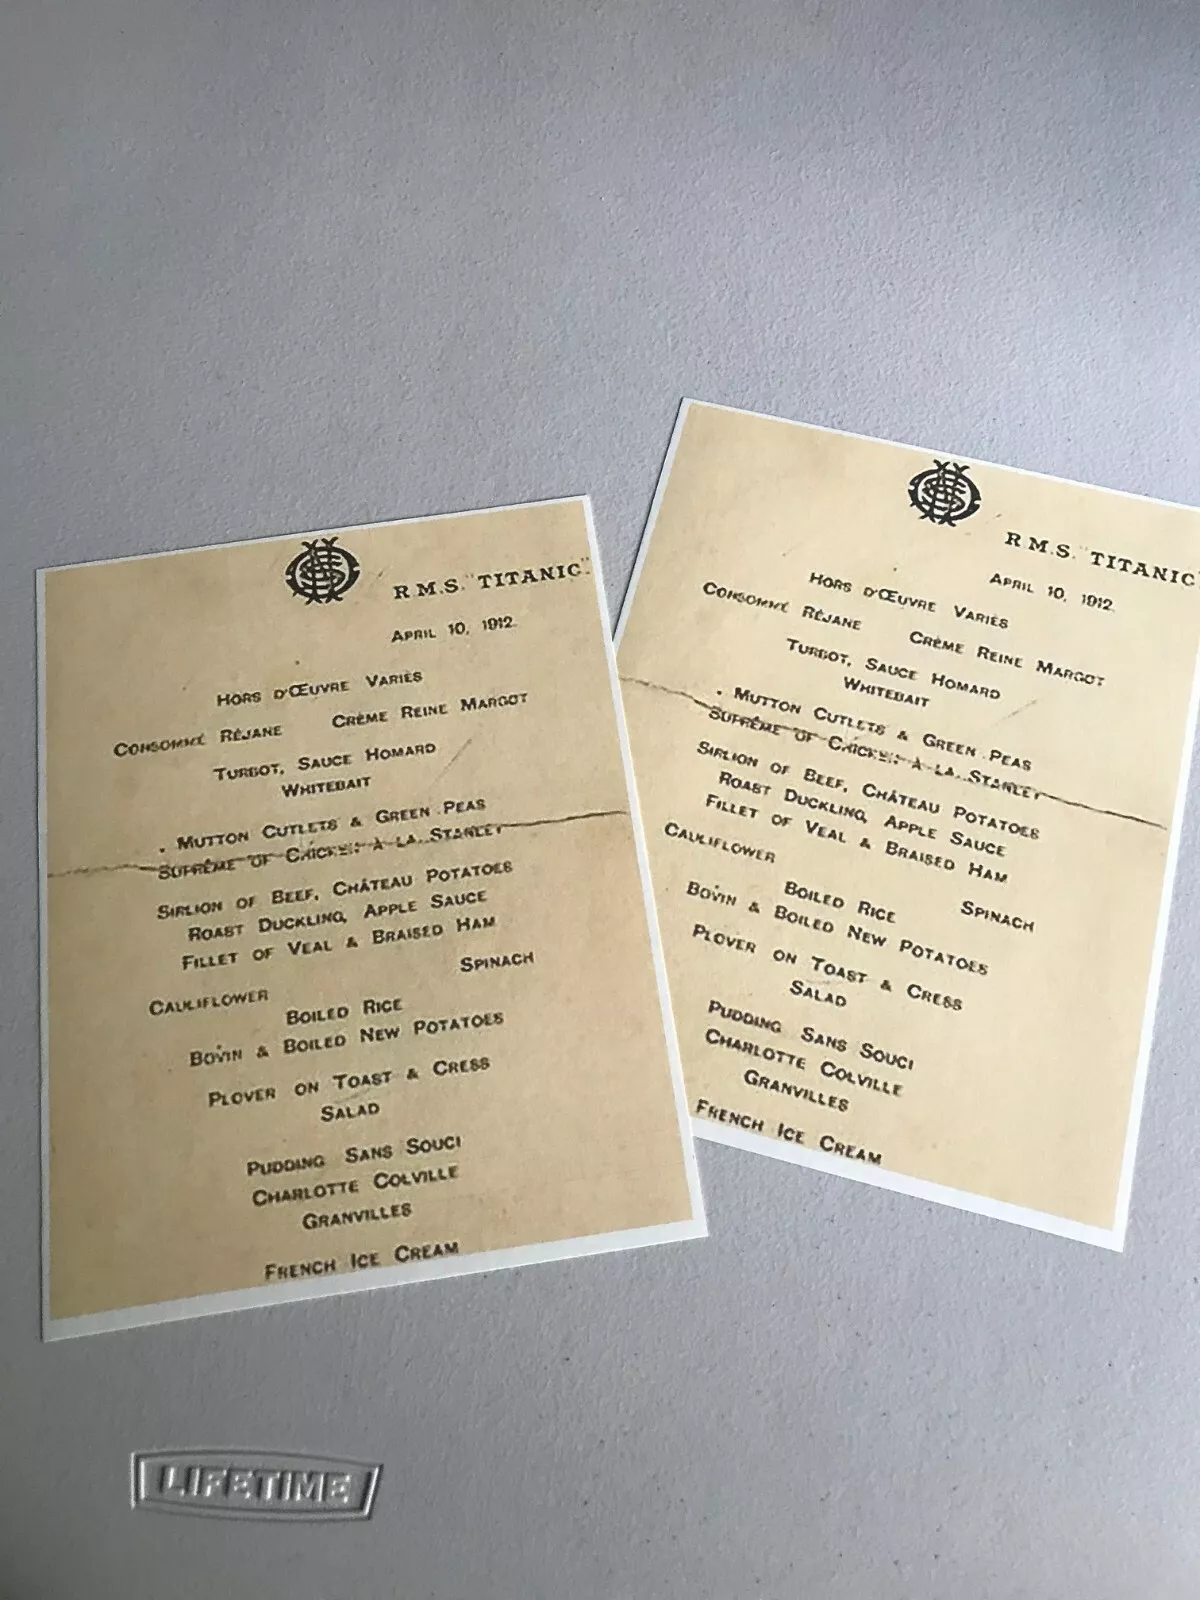 R.M.S. "TITANIC".
APRIL 10, 1912.
HORS D'ŒUVRE VARIÉS
CONSOMMÉ RÉJANE CRÈME REINE MARGOT
TURBOT, SAUCE HOMARD
WHITEBAIT
MUTTON CUTLETS & GREEN PEAS
SUPRÊME OF CHICKEN À LA STANLEY
SIRLION OF BEEF, CHÂTEAU POTATOES
ROAST DUCKLING, APPLE SAUCE
FILLET OF VEAL & BRAISED HAM
CAULIFLOWER SPINACH
BOILED RICE
BOVIN & BOILED NEW POTATOES
PLOVER ON TOAST & CRESS
SALAD
PUDDING SANS SOUCI
CHARLOTTE COLVILLE
GRANVILLES
FRENCH ICE CREAM
R.M.S. "TITANIC"
APRIL 10, 1912.
HORS D'ŒUVRE VARIÉS
CONSOMMÉ RÉJANE CRÈME REINE MARGOT
TURBOT, SAUCE HOMARD
WHITEBAIT
MUTTON CUTLETS & GREEN PEAS
SUPRÊME OF CHICKEN À LA STANLEY
SIRLION OF BEEF, CHÂTEAU POTATOES
ROAST DUCKLING, APPLE SAUCE
FILLET OF VEAL & BRAISED HAM
CAULIFLOWER SPINACH
BOILED RICE
BOVIN & BOILED NEW POTATOES
PLOVER ON TOAST & CRESS
SALAD
PUDDING SANS SOUCI
CHARLOTTE COLVILLE
GRANVILLES
FRENCH ICE CREAM
LIFETIME